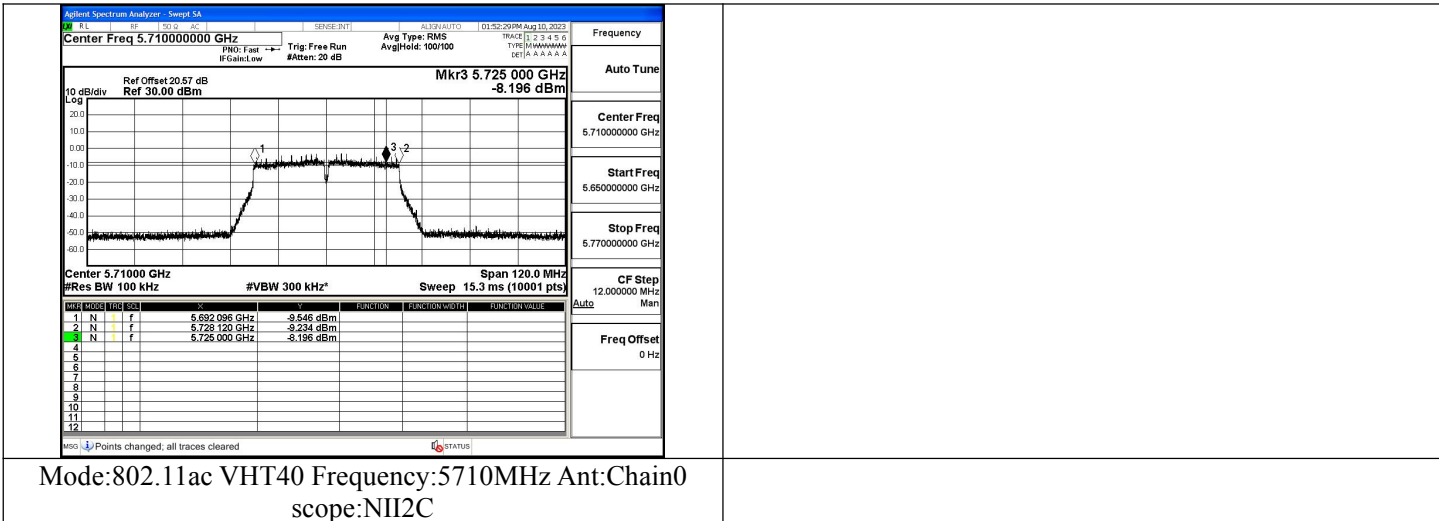 Agilent Spectrum Analyzer - Swept SA
RL RF 50 Ω AC SENSE:INT ALIGN AUTO 01:52:29 PM Aug 10, 2023
Center Freq 5.710000000 GHz
PNO: Fast
IFGain:Low
Trig: Free Run
#Atten: 20 dB
Avg Type: RMS
Avg|Hold: 100/100
TRACE 1 2 3 4 5 6
TYPE M
DET A A A A A A
Frequency
Ref Offset 20.57 dB
10 dB/div Ref 30.00 dBm
Log
Mkr3 5.725 000 GHz
-8.196 dBm
Auto Tune
20.0
10.0
0.00
-10.0
-20.0
-30.0
-40.0
-50.0
-60.0
1
3
2
Center Freq
5.710000000 GHz
Start Freq
5.650000000 GHz
Stop Freq
5.770000000 GHz
Center 5.71000 GHz Span 120.0 MHz
#Res BW 100 kHz #VBW 300 kHz* Sweep 15.3 ms (10001 pts)
CF Step
12.000000 MHz
Auto Man
MKR MODE TRC SCL X Y FUNCTION FUNCTION WIDTH FUNCTION VALUE
1 N 1 f 5.692 096 GHz -9.546 dBm
2 N 1 f 5.728 120 GHz -9.234 dBm
3 N 1 f 5.725 000 GHz -8.196 dBm
4
5
6
7
8
9
10
11
12
Freq Offset
0 Hz
MSG Points changed; all traces cleared STATUS
Mode:802.11ac VHT40 Frequency:5710MHz Ant:Chain0
scope:NII2C